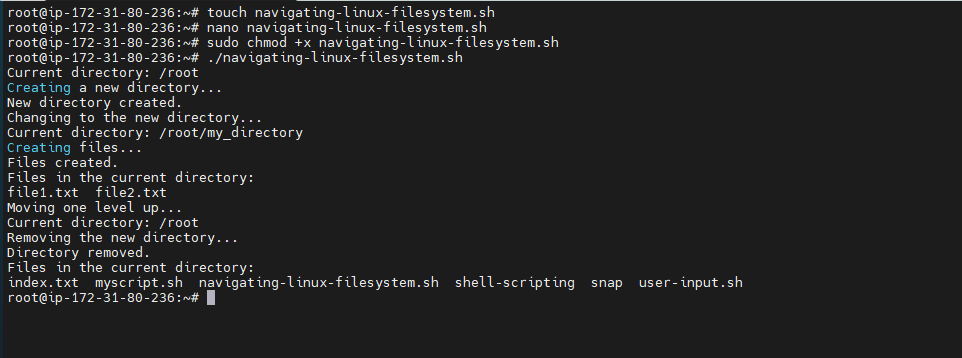 root@ip-172-31-80-236:~# touch navigating-linux-filesystem.sh
root@ip-172-31-80-236:~# nano navigating-linux-filesystem.sh
root@ip-172-31-80-236:~# sudo chmod +x navigating-linux-filesystem.sh
root@ip-172-31-80-236:~# ./navigating-linux-filesystem.sh
Current directory: /root
Creating a new directory...
New directory created.
Changing to the new directory...
Current directory: /root/my_directory
Creating files...
Files created.
Files in the current directory:
file1.txt  file2.txt
Moving one level up...
Current directory: /root
Removing the new directory...
Directory removed.
Files in the current directory:
index.txt  myscript.sh  navigating-linux-filesystem.sh  shell-scripting  snap  user-input.sh
root@ip-172-31-80-236:~#